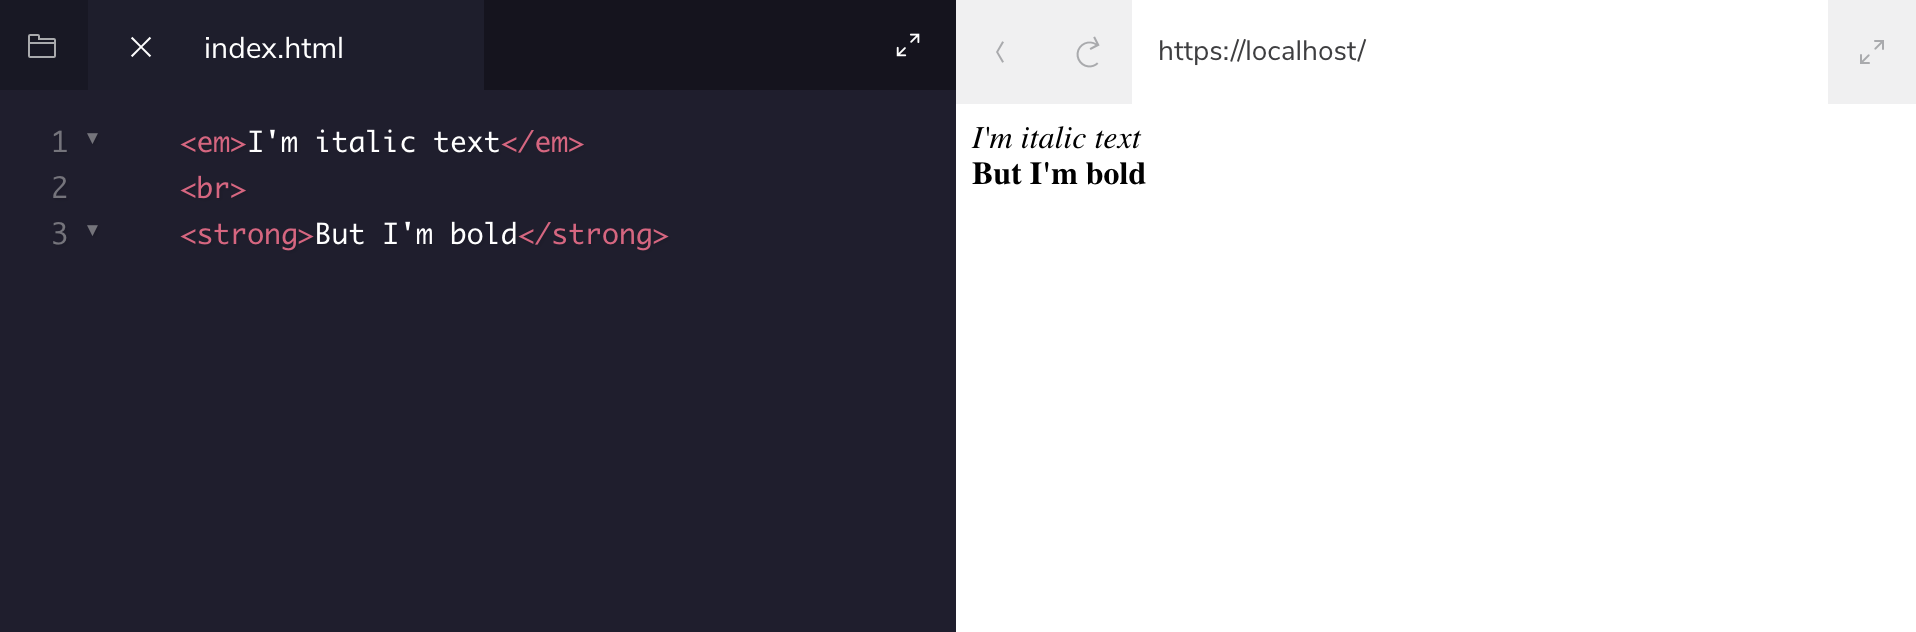 index.html
https://localhost/
1 <em>I'm italic text</em>
2 <br>
3 <strong>But I'm bold</strong>
I'm italic text
But I'm bold